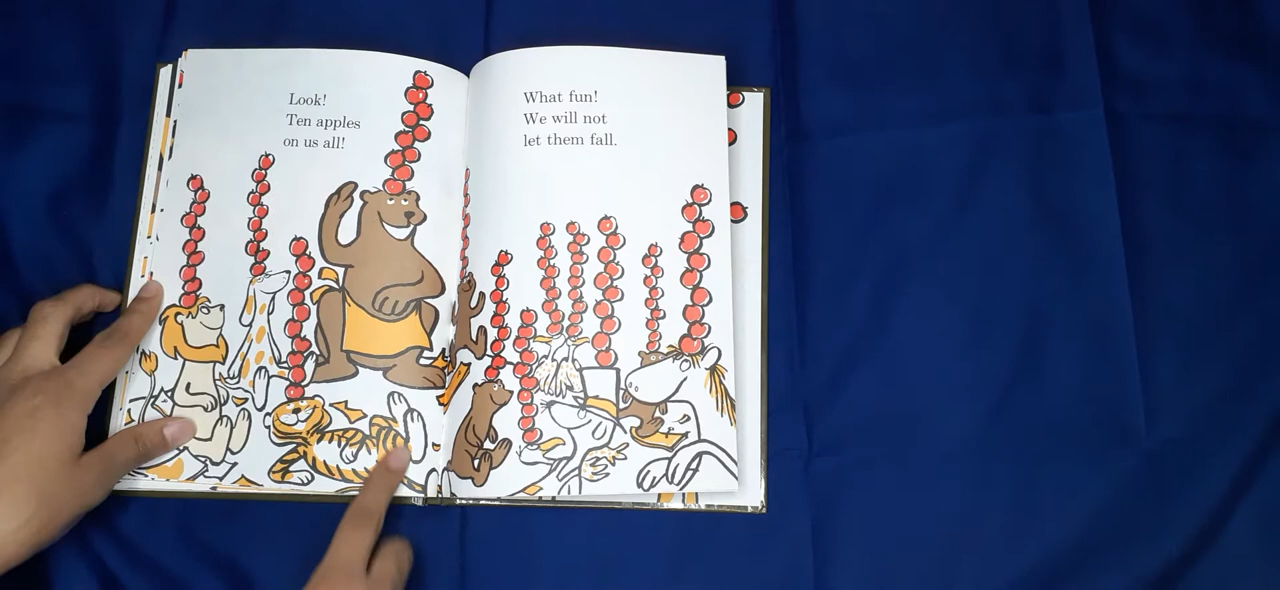 Look!
Ten apples
on us all!
What fun!
We will not
let them fall.